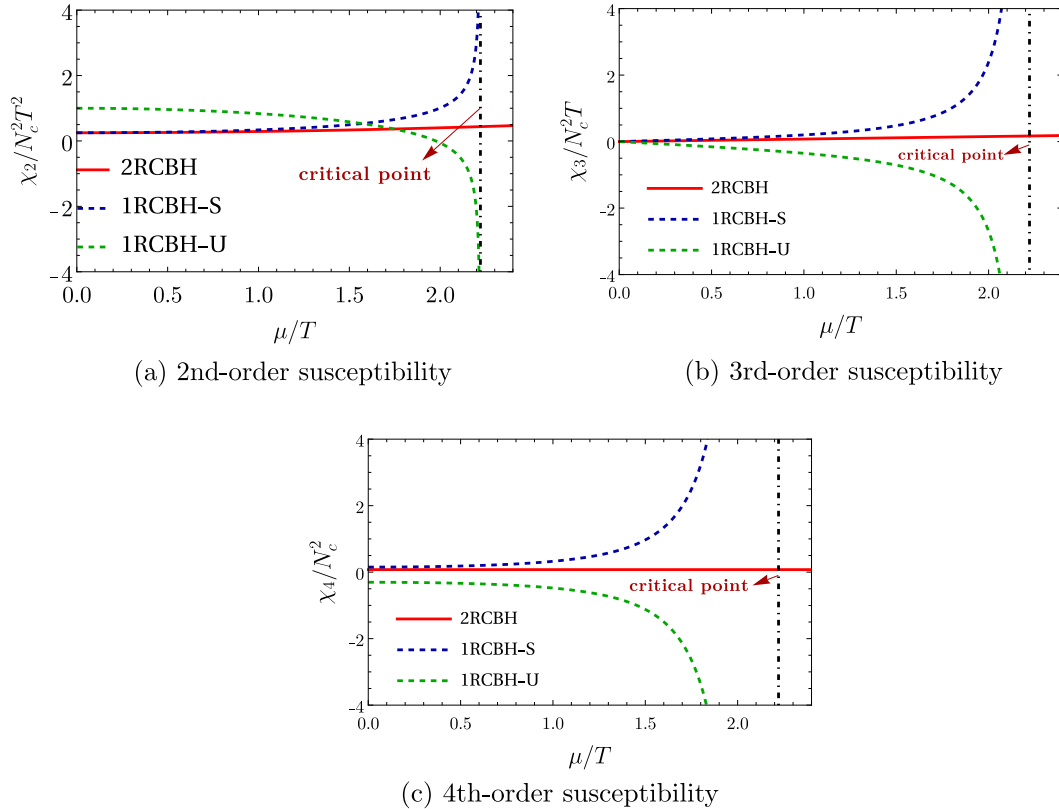 4
2
0
-2
-4
χ₂/N_c²T²
2RCBH
1RCBH-S
1RCBH-U
critical point
0.0 0.5 1.0 1.5 2.0
μ/T
(a) 2nd-order susceptibility
4
2
0
-2
-4
χ₃/N_c²T
critical point
2RCBH
1RCBH-S
1RCBH-U
0.0 0.5 1.0 1.5 2.0
μ/T
(b) 3rd-order susceptibility
4
2
0
-2
-4
χ₄/N_c²
critical point
2RCBH
1RCBH-S
1RCBH-U
0.0 0.5 1.0 1.5 2.0
μ/T
(c) 4th-order susceptibility